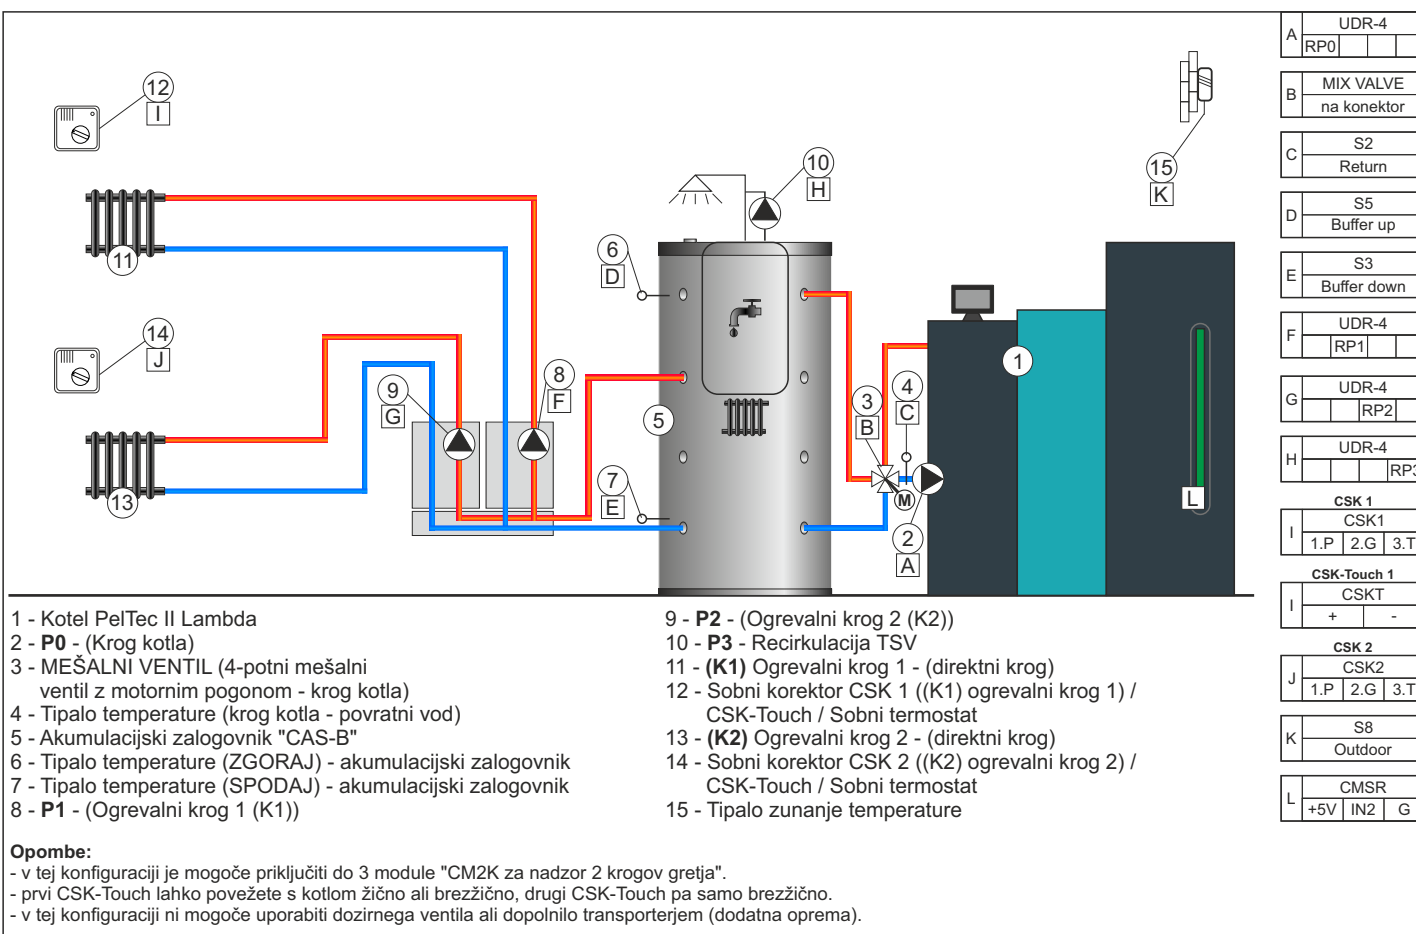 12
I
11
14
J
13
9
G
8
F
6
D
7
E
5
10
H
3
B
4
C
M
2
A
1
15
K
L
A UDR-4
RP0
B MIX VALVE
na konektor
C S2
Return
D S5
Buffer up
E S3
Buffer down
F UDR-4
RP1
G UDR-4
RP2
H UDR-4
RP3
CSK 1
I CSK1
1.P 2.G 3.T
CSK-Touch 1
I CSKT
+ -
CSK 2
J CSK2
1.P 2.G 3.T
K S8
Outdoor
L CMSR
+5V IN2 G
1 - Kotel PelTec II Lambda
2 - P0 - (Krog kotla)
3 - MEŠALNI VENTIL (4-potni mešalni
ventil z motornim pogonom - krog kotla)
4 - Tipalo temperature (krog kotla - povratni vod)
5 - Akumulacijski zalogovnik "CAS-B"
6 - Tipalo temperature (ZGORAJ) - akumulacijski zalogovnik
7 - Tipalo temperature (SPODAJ) - akumulacijski zalogovnik
8 - P1 - (Ogrevalni krog 1 (K1))
9 - P2 - (Ogrevalni krog 2 (K2))
10 - P3 - Recirkulacija TSV
11 - (K1) Ogrevalni krog 1 - (direktni krog)
12 - Sobni korektor CSK 1 ((K1) ogrevalni krog 1) /
CSK-Touch / Sobni termostat
13 - (K2) Ogrevalni krog 2 - (direktni krog)
14 - Sobni korektor CSK 2 ((K2) ogrevalni krog 2) /
CSK-Touch / Sobni termostat
15 - Tipalo zunanje temperature
Opombe:
- v tej konfiguraciji je mogoče priključiti do 3 module "CM2K za nadzor 2 krogov gretja".
- prvi CSK-Touch lahko povežete s kotlom žično ali brezžično, drugi CSK-Touch pa samo brezžično.
- v tej konfiguraciji ni mogoče uporabiti dozirnega ventila ali dopolnilo transporterjem (dodatna oprema).